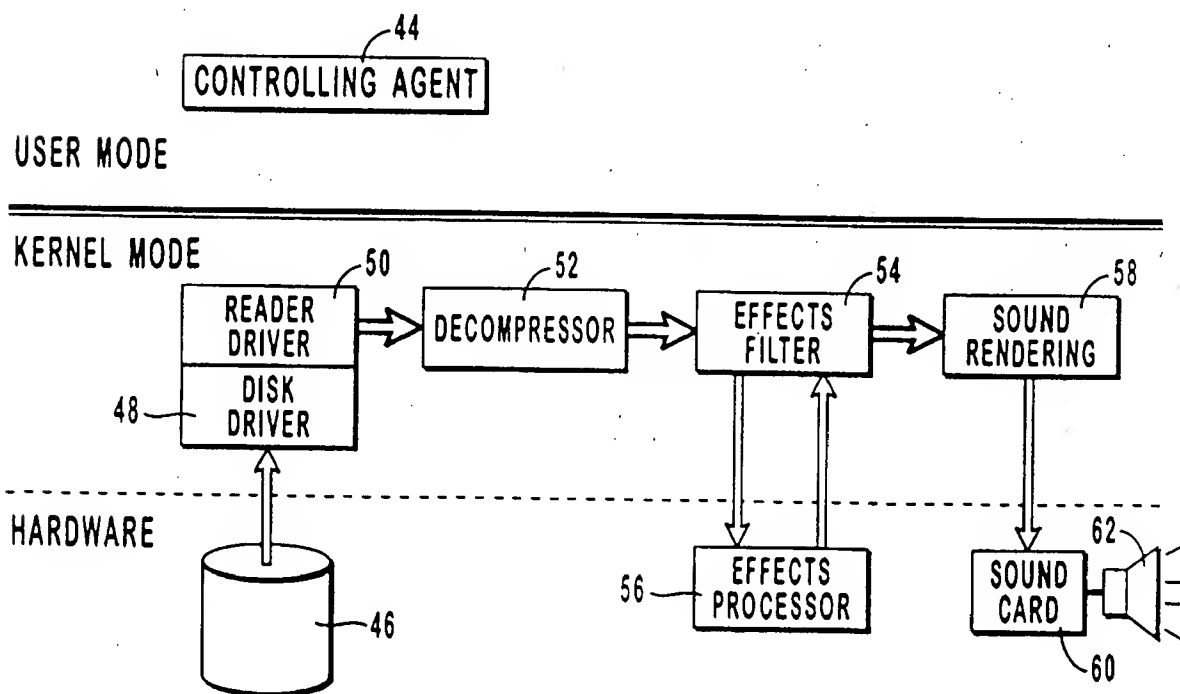 44
CONTROLLING AGENT
USER MODE
KERNEL MODE
50
52
54
58
READER
DRIVER
DECOMPRESSOR
EFFECTS
FILTER
SOUND
RENDERING
48
DISK
DRIVER
HARDWARE
46
56
EFFECTS
PROCESSOR
62
SOUND
CARD
60